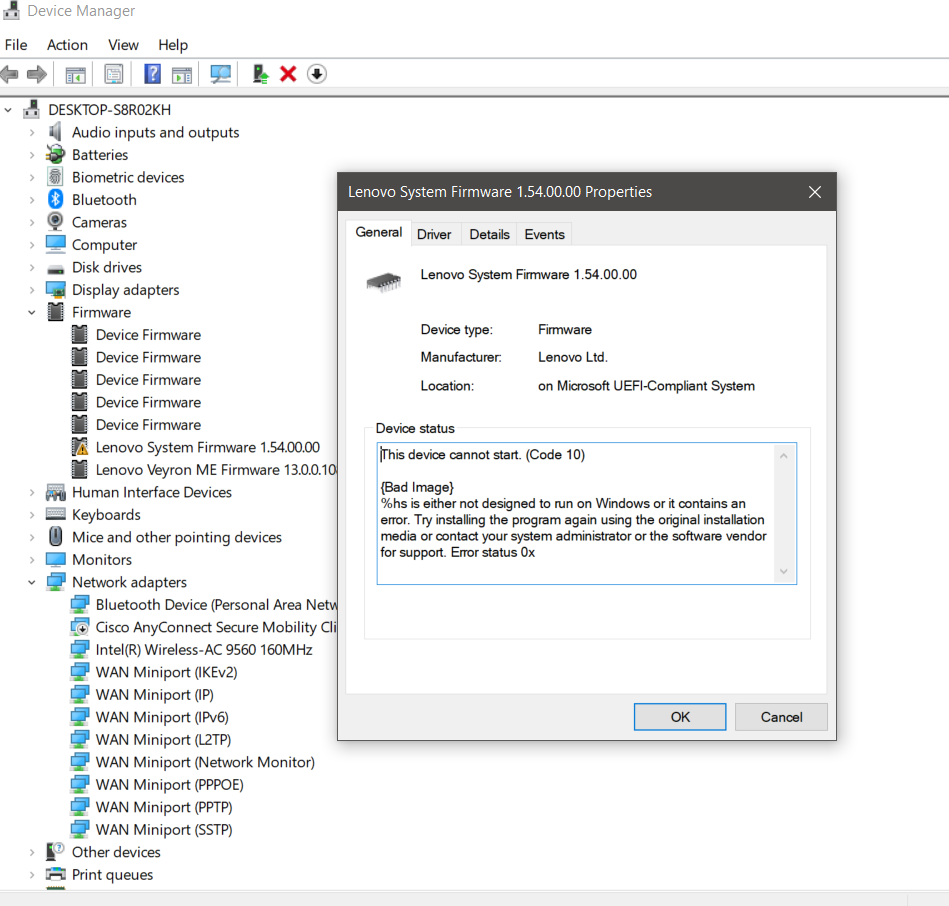 Device Manager
File Action View Help
DESKTOP-S8R02KH
Audio inputs and outputs
Batteries
Biometric devices
Bluetooth
Cameras
Computer
Disk drives
Display adapters
Firmware
Device Firmware
Device Firmware
Device Firmware
Device Firmware
Device Firmware
Lenovo System Firmware 1.54.00.00
Lenovo Veyron ME Firmware 13.0.0.10
Human Interface Devices
Keyboards
Mice and other pointing devices
Monitors
Network adapters
Bluetooth Device (Personal Area Netw
Cisco AnyConnect Secure Mobility Cli
Intel(R) Wireless-AC 9560 160MHz
WAN Miniport (IKEv2)
WAN Miniport (IP)
WAN Miniport (IPv6)
WAN Miniport (L2TP)
WAN Miniport (Network Monitor)
WAN Miniport (PPPOE)
WAN Miniport (PPTP)
WAN Miniport (SSTP)
Other devices
Print queues
Lenovo System Firmware 1.54.00.00 Properties
General Driver Details Events
Lenovo System Firmware 1.54.00.00
Device type: Firmware
Manufacturer: Lenovo Ltd.
Location: on Microsoft UEFI-Compliant System
Device status
This device cannot start. (Code 10)
{Bad Image}
%hs is either not designed to run on Windows or it contains an
error. Try installing the program again using the original installation
media or contact your system administrator or the software vendor
for support. Error status 0x
OK Cancel